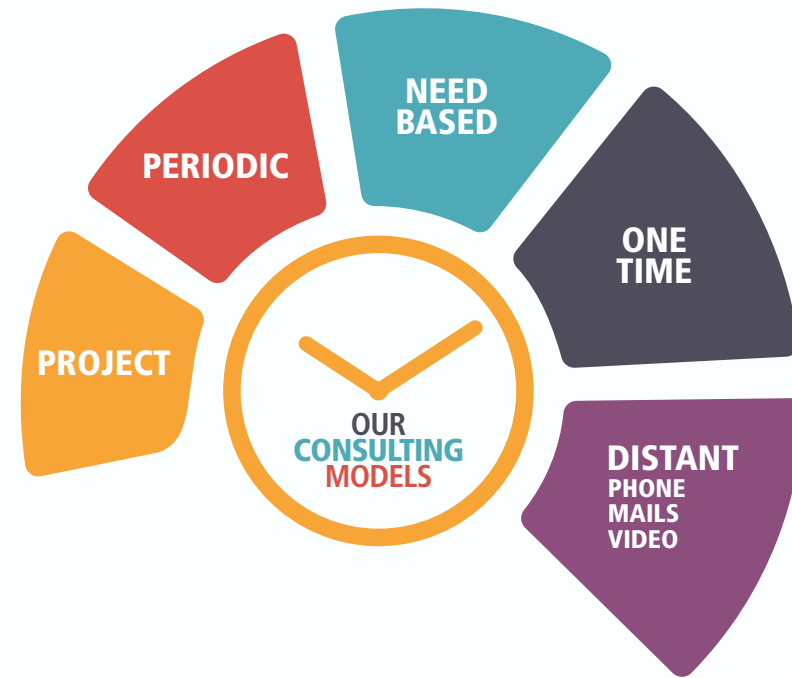 PROJECT
PERIODIC
NEED
BASED
ONE
TIME
DISTANT
PHONE
MAILS
VIDEO
OUR
CONSULTING
MODELS